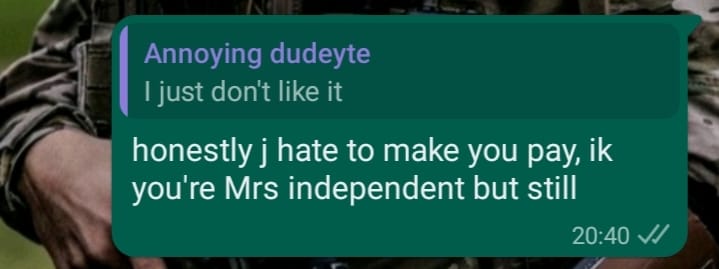 Annoying dudeyte
I just don't like it
honestly j hate to make you pay, ik
you're Mrs independent but still
20:40